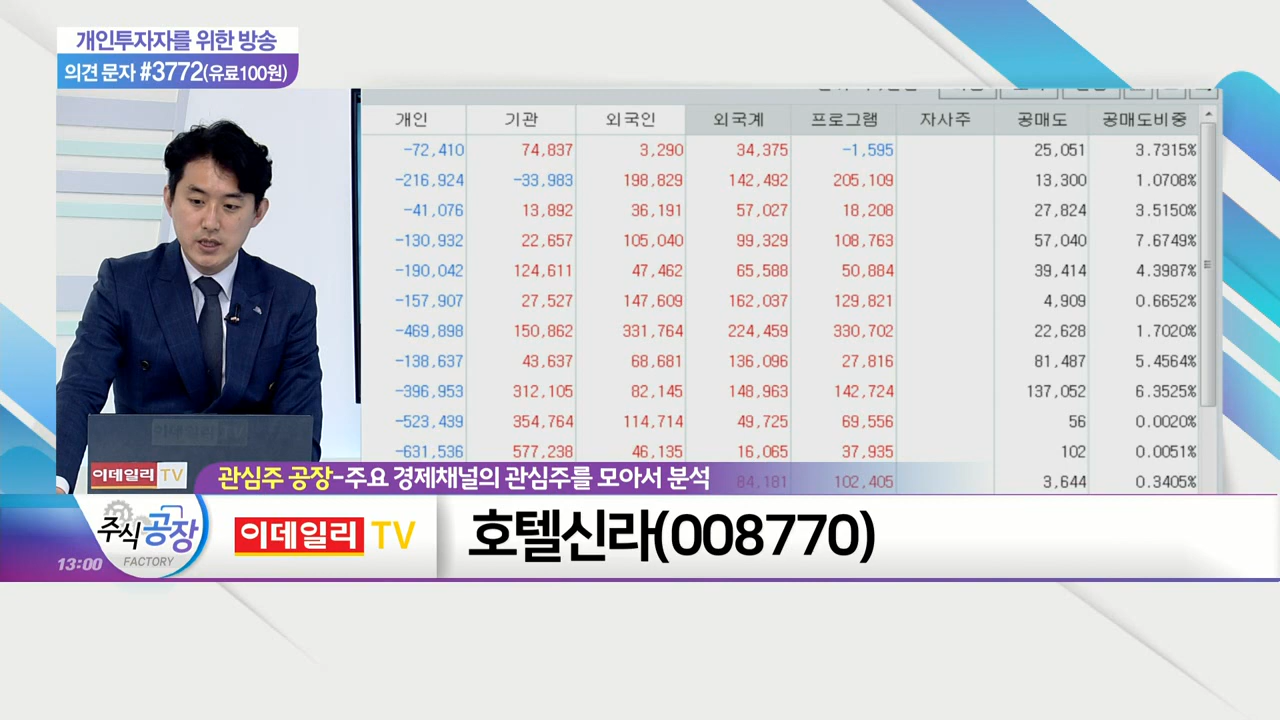 개인투자자를 위한 방송
의견 문자 #3772(유료100원)
개인 기관 외국인 외국계 프로그램 자사주 공매도 공매도비중
-72,410 74,837 3,290 34,375 -1,595 25,051 3.7315%
-216,924 -33,983 198,829 142,492 205,109 13,300 1.0708%
-41,076 13,892 36,191 57,027 18,208 27,824 3.5150%
-130,932 22,657 105,040 99,329 108,763 57,040 7.6749%
-190,042 124,611 47,462 65,588 50,884 39,414 4.3987%
-157,907 27,527 147,609 162,037 129,821 4,909 0.6652%
-469,898 150,862 331,764 224,459 330,702 22,628 1.7020%
-138,637 43,637 68,681 136,096 27,816 81,487 5.4564%
-396,953 312,105 82,145 148,963 142,724 137,052 6.3525%
-523,439 354,764 114,714 49,725 69,556 56 0.0020%
-631,536 577,238 46,135 16,065 37,935 102 0.0051%
84,181 102,405 3,644 0.3405%
이데일리 TV
이데일리 TV
관심주 공장-주요 경제채널의 관심주를 모아서 분석
주식공장
FACTORY
13:00
이데일리 TV
호텔신라(008770)